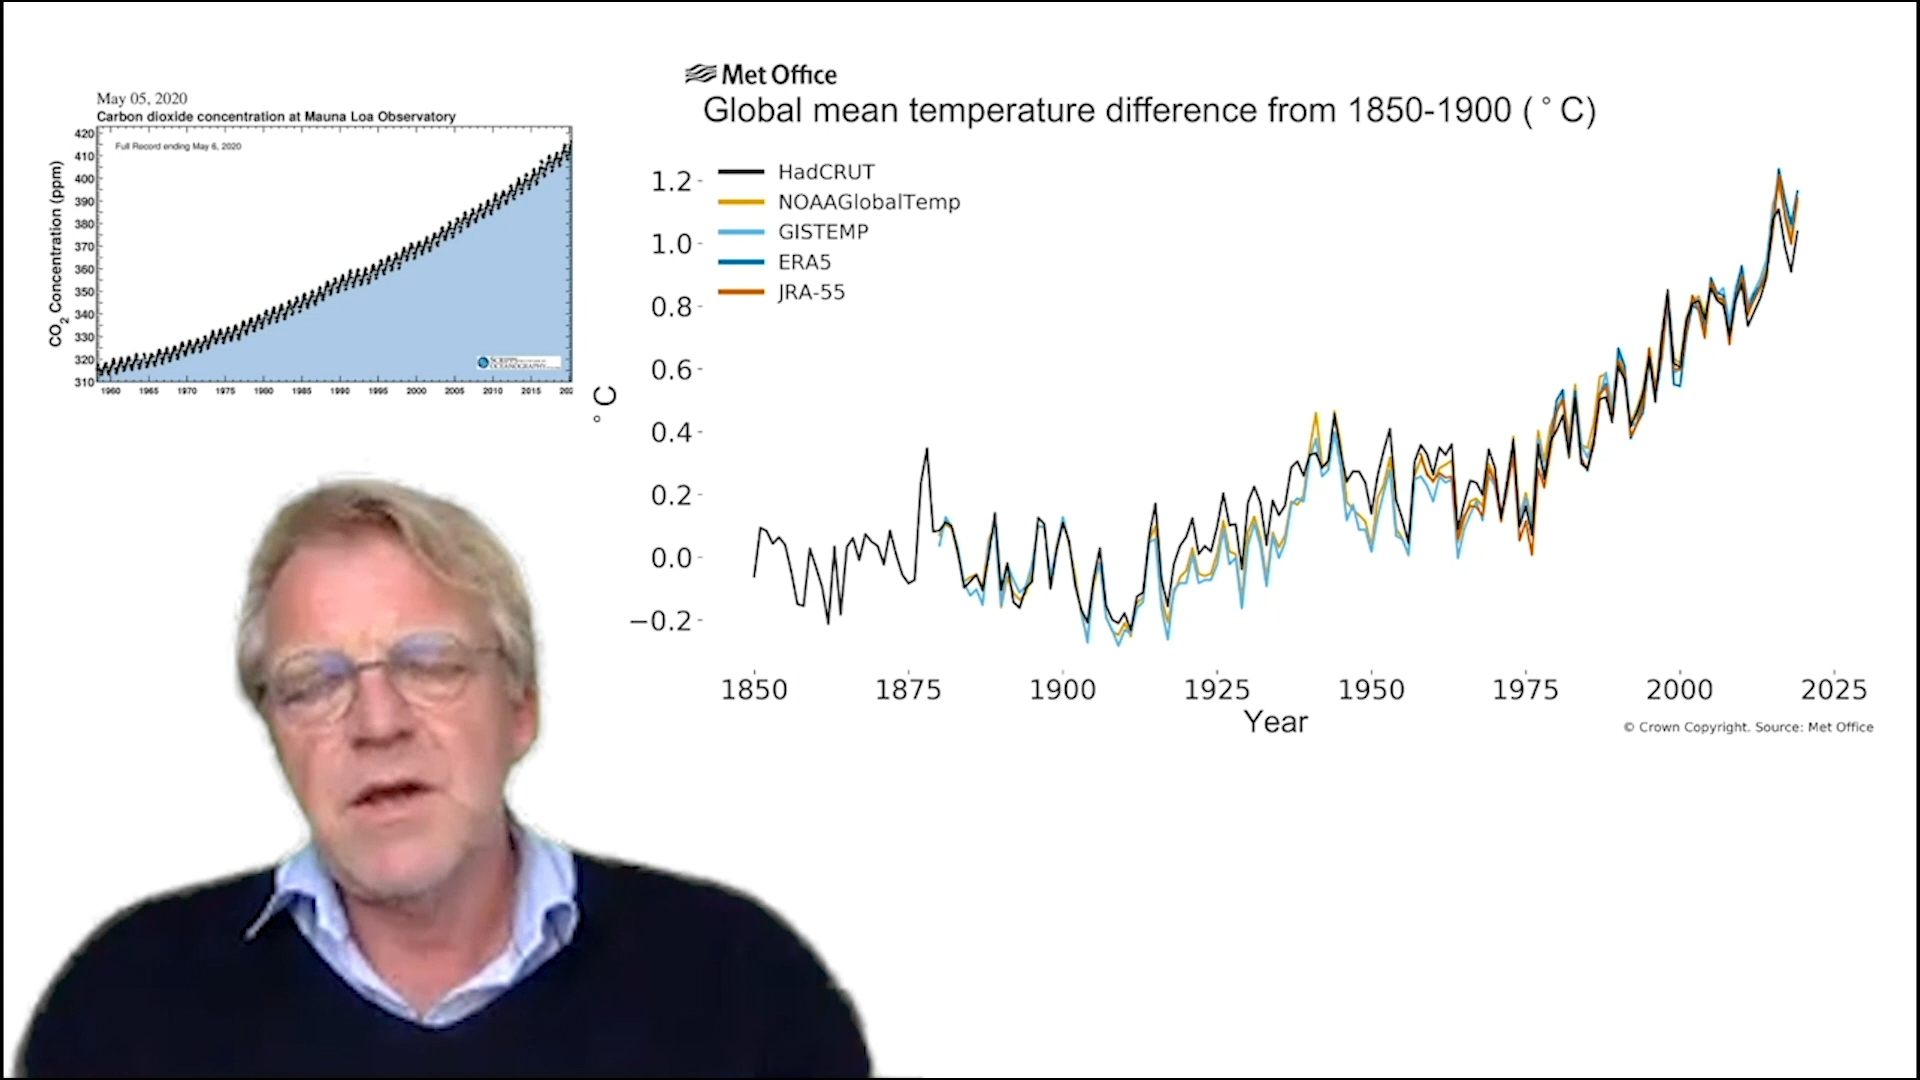 May 05, 2020
Carbon dioxide concentration at Mauna Loa Observatory
Full Record ending May 6, 2020
CO2 Concentration (ppm)
420
410
400
390
380
370
360
350
340
330
320
310
1960 1965 1970 1975 1980 1985 1990 1995 2000 2005 2010 2015 202
SCRIPPS
OCEANOGRAPHY
Met Office
Global mean temperature difference from 1850-1900 (°C)
HadCRUT
NOAAGlobalTemp
GISTEMP
ERA5
JRA-55
°C
1.2
1.0
0.8
0.6
0.4
0.2
0.0
−0.2
1850 1875 1900 1925 1950 1975 2000 2025
Year
© Crown Copyright. Source: Met Office